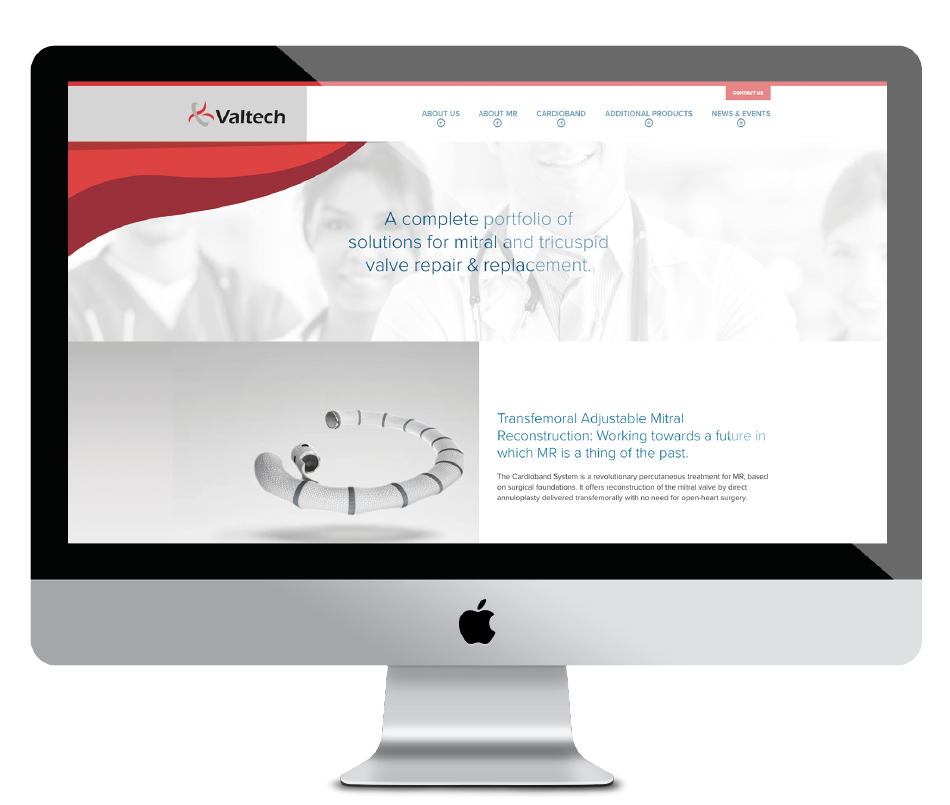 CONTACT US
Valtech
ABOUT US
ABOUT MR
CARDIOBAND
ADDITIONAL PRODUCTS
NEWS & EVENTS
A complete portfolio of
solutions for mitral and tricuspid
valve repair & replacement.
Transfemoral Adjustable Mitral
Reconstruction: Working towards a future in
which MR is a thing of the past.
The Cardioband System is a revolutionary percutaneous treatment for MR, based
on surgical foundations. It offers reconstruction of the mitral valve by direct
annuloplasty delivered transfemorally with no need for open-heart surgery.